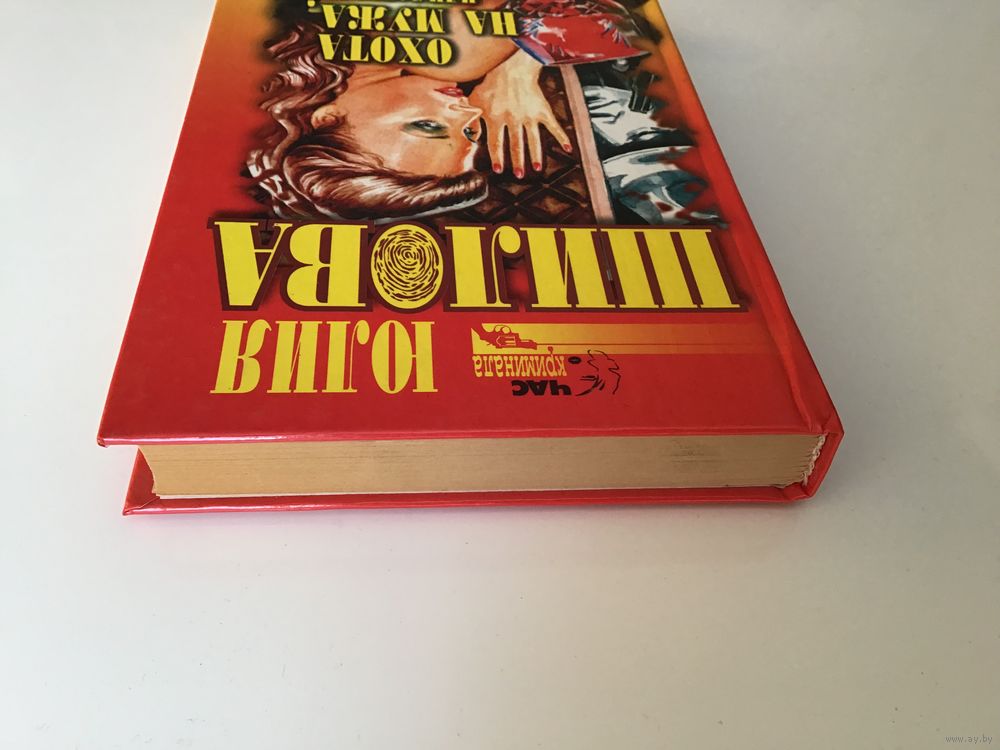 ЧАС
криминала
ЮЛИЯ
ШИЛОВА
ОХОТА
НА МУЖА,
www.ay.by